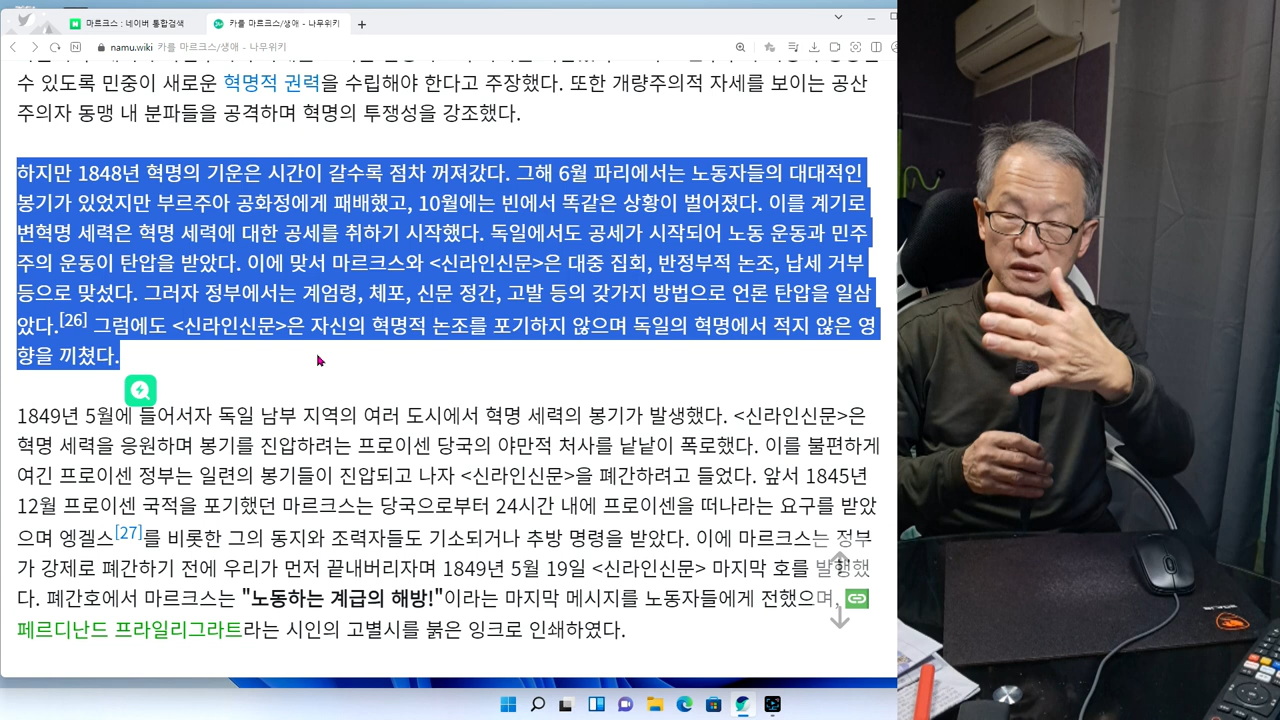 마르크스 : 네이버 통합검색
카를 마르크스/생애 - 나무위키
namu.wiki 카를 마르크스/생애 - 나무위키
수 있도록 민중이 새로운 혁명적 권력을 수립해야 한다고 주장했다. 또한 개량주의적 자세를 보이는 공산
주의자 동맹 내 분파들을 공격하며 혁명의 투쟁성을 강조했다.
하지만 1848년 혁명의 기운은 시간이 갈수록 점차 꺼져갔다. 그해 6월 파리에서는 노동자들의 대대적인
봉기가 있었지만 부르주아 공화정에게 패배했고, 10월에는 빈에서 똑같은 상황이 벌어졌다. 이를 계기로
변혁명 세력은 혁명 세력에 대한 공세를 취하기 시작했다. 독일에서도 공세가 시작되어 노동 운동과 민주
주의 운동이 탄압을 받았다. 이에 맞서 마르크스와 <신라인신문>은 대중 집회, 반정부적 논조, 납세 거부
등으로 맞섰다. 그러자 정부에서는 계엄령, 체포, 신문 정간, 고발 등의 갖가지 방법으로 언론 탄압을 일삼
았다.[26] 그럼에도 <신라인신문>은 자신의 혁명적 논조를 포기하지 않으며 독일의 혁명에서 적지 않은 영
향을 끼쳤다.
1849년 5월에 들어서자 독일 남부 지역의 여러 도시에서 혁명 세력의 봉기가 발생했다. <신라인신문>은
혁명 세력을 응원하며 봉기를 진압하려는 프로이센 당국의 야만적 처사를 낱낱이 폭로했다. 이를 불편하게
여긴 프로이센 정부는 일련의 봉기들이 진압되고 나자 <신라인신문>을 폐간하려고 들었다. 앞서 1845년
12월 프로이센 국적을 포기했던 마르크스는 당국으로부터 24시간 내에 프로이센을 떠나라는 요구를 받았
으며 엥겔스[27]를 비롯한 그의 동지와 조력자들도 기소되거나 추방 명령을 받았다. 이에 마르크스는 정부
가 강제로 폐간하기 전에 우리가 먼저 끝내버리자며 1849년 5월 19일 <신라인신문> 마지막 호를 발행했
다. 폐간호에서 마르크스는 "노동하는 계급의 해방!"이라는 마지막 메시지를 노동자들에게 전했으며,
페르디난드 프라일리그라트라는 시인의 고별시를 붉은 잉크로 인쇄하였다.